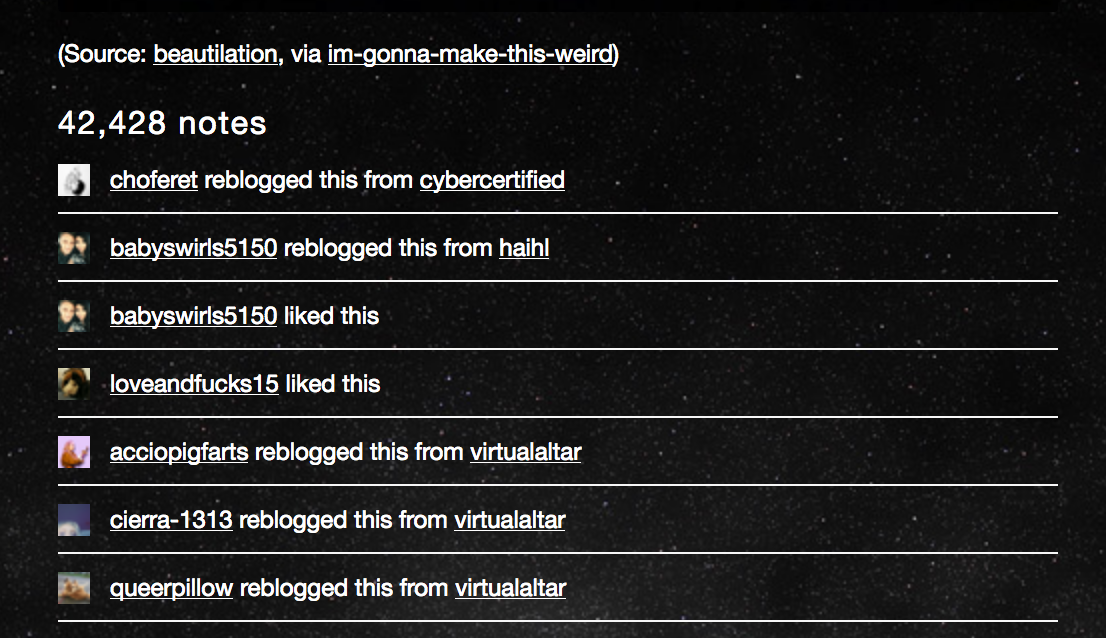 (Source: beautilation, via im-gonna-make-this-weird)
42,428 notes
choferet reblogged this from cybercertified
babyswirls5150 reblogged this from haihl
babyswirls5150 liked this
loveandfucks15 liked this
acciopigfarts reblogged this from virtualaltar
cierra-1313 reblogged this from virtualaltar
queerpillow reblogged this from virtualaltar